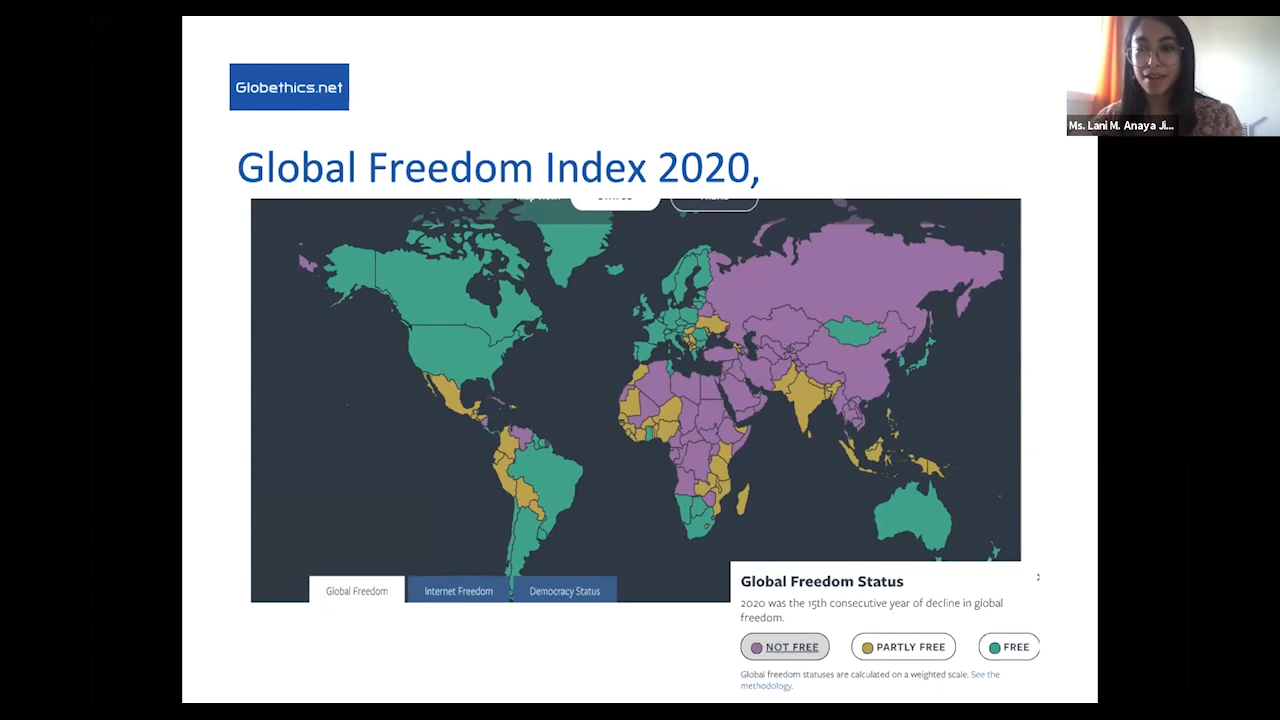 Globethics.net
Ms. Lani M. Anaya Ji...
Global Freedom Index 2020,
Global Freedom
Internet Freedom
Democracy Status
Global Freedom Status
2020 was the 15th consecutive year of decline in global
freedom.
NOT FREE
PARTLY FREE
FREE
Global freedom statuses are calculated on a weighted scale. See the
methodology.